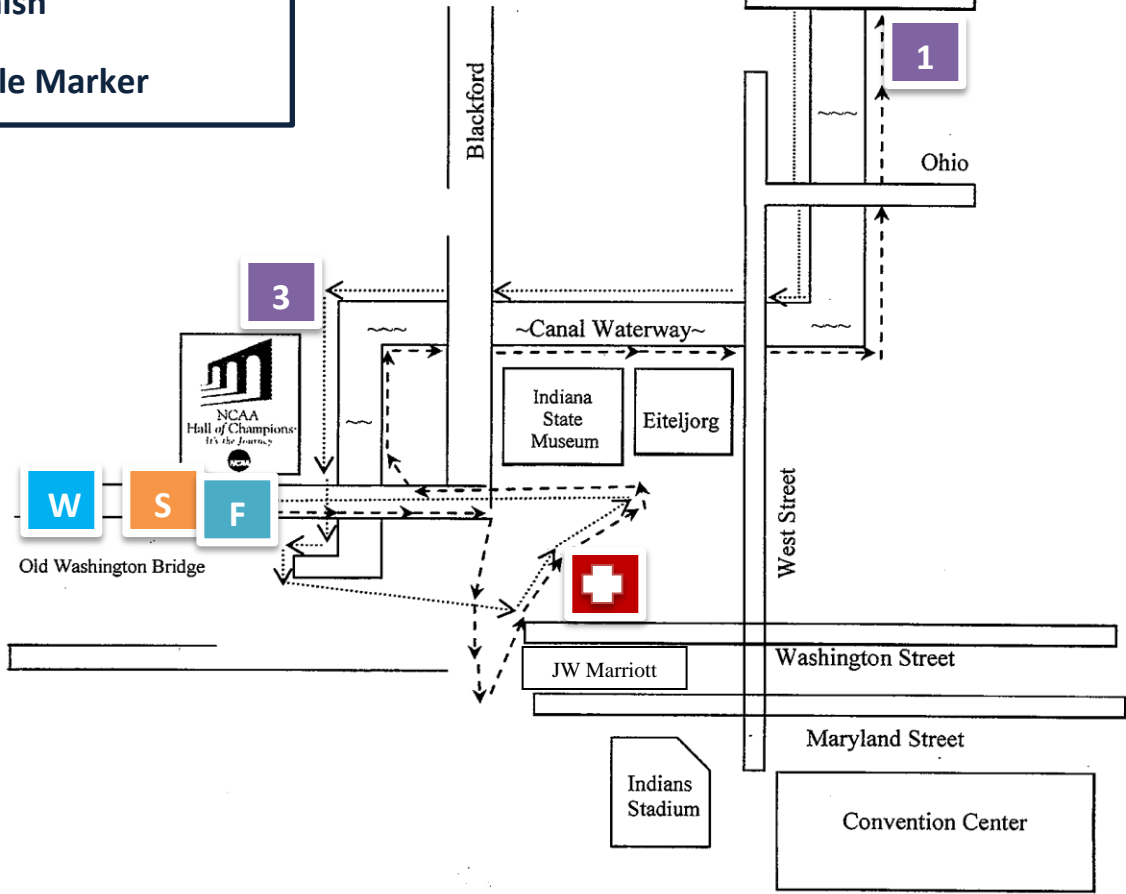 le Marker
Blackford
1
Ohio
3
~Canal Waterway~
NCAA
Hall of Champions
It's the Journey
NCAA
Indiana
State
Museum
Eiteljorg
West Street
W
S
F
Old Washington Bridge
Washington Street
JW Marriott
Maryland Street
Indians
Stadium
Convention Center